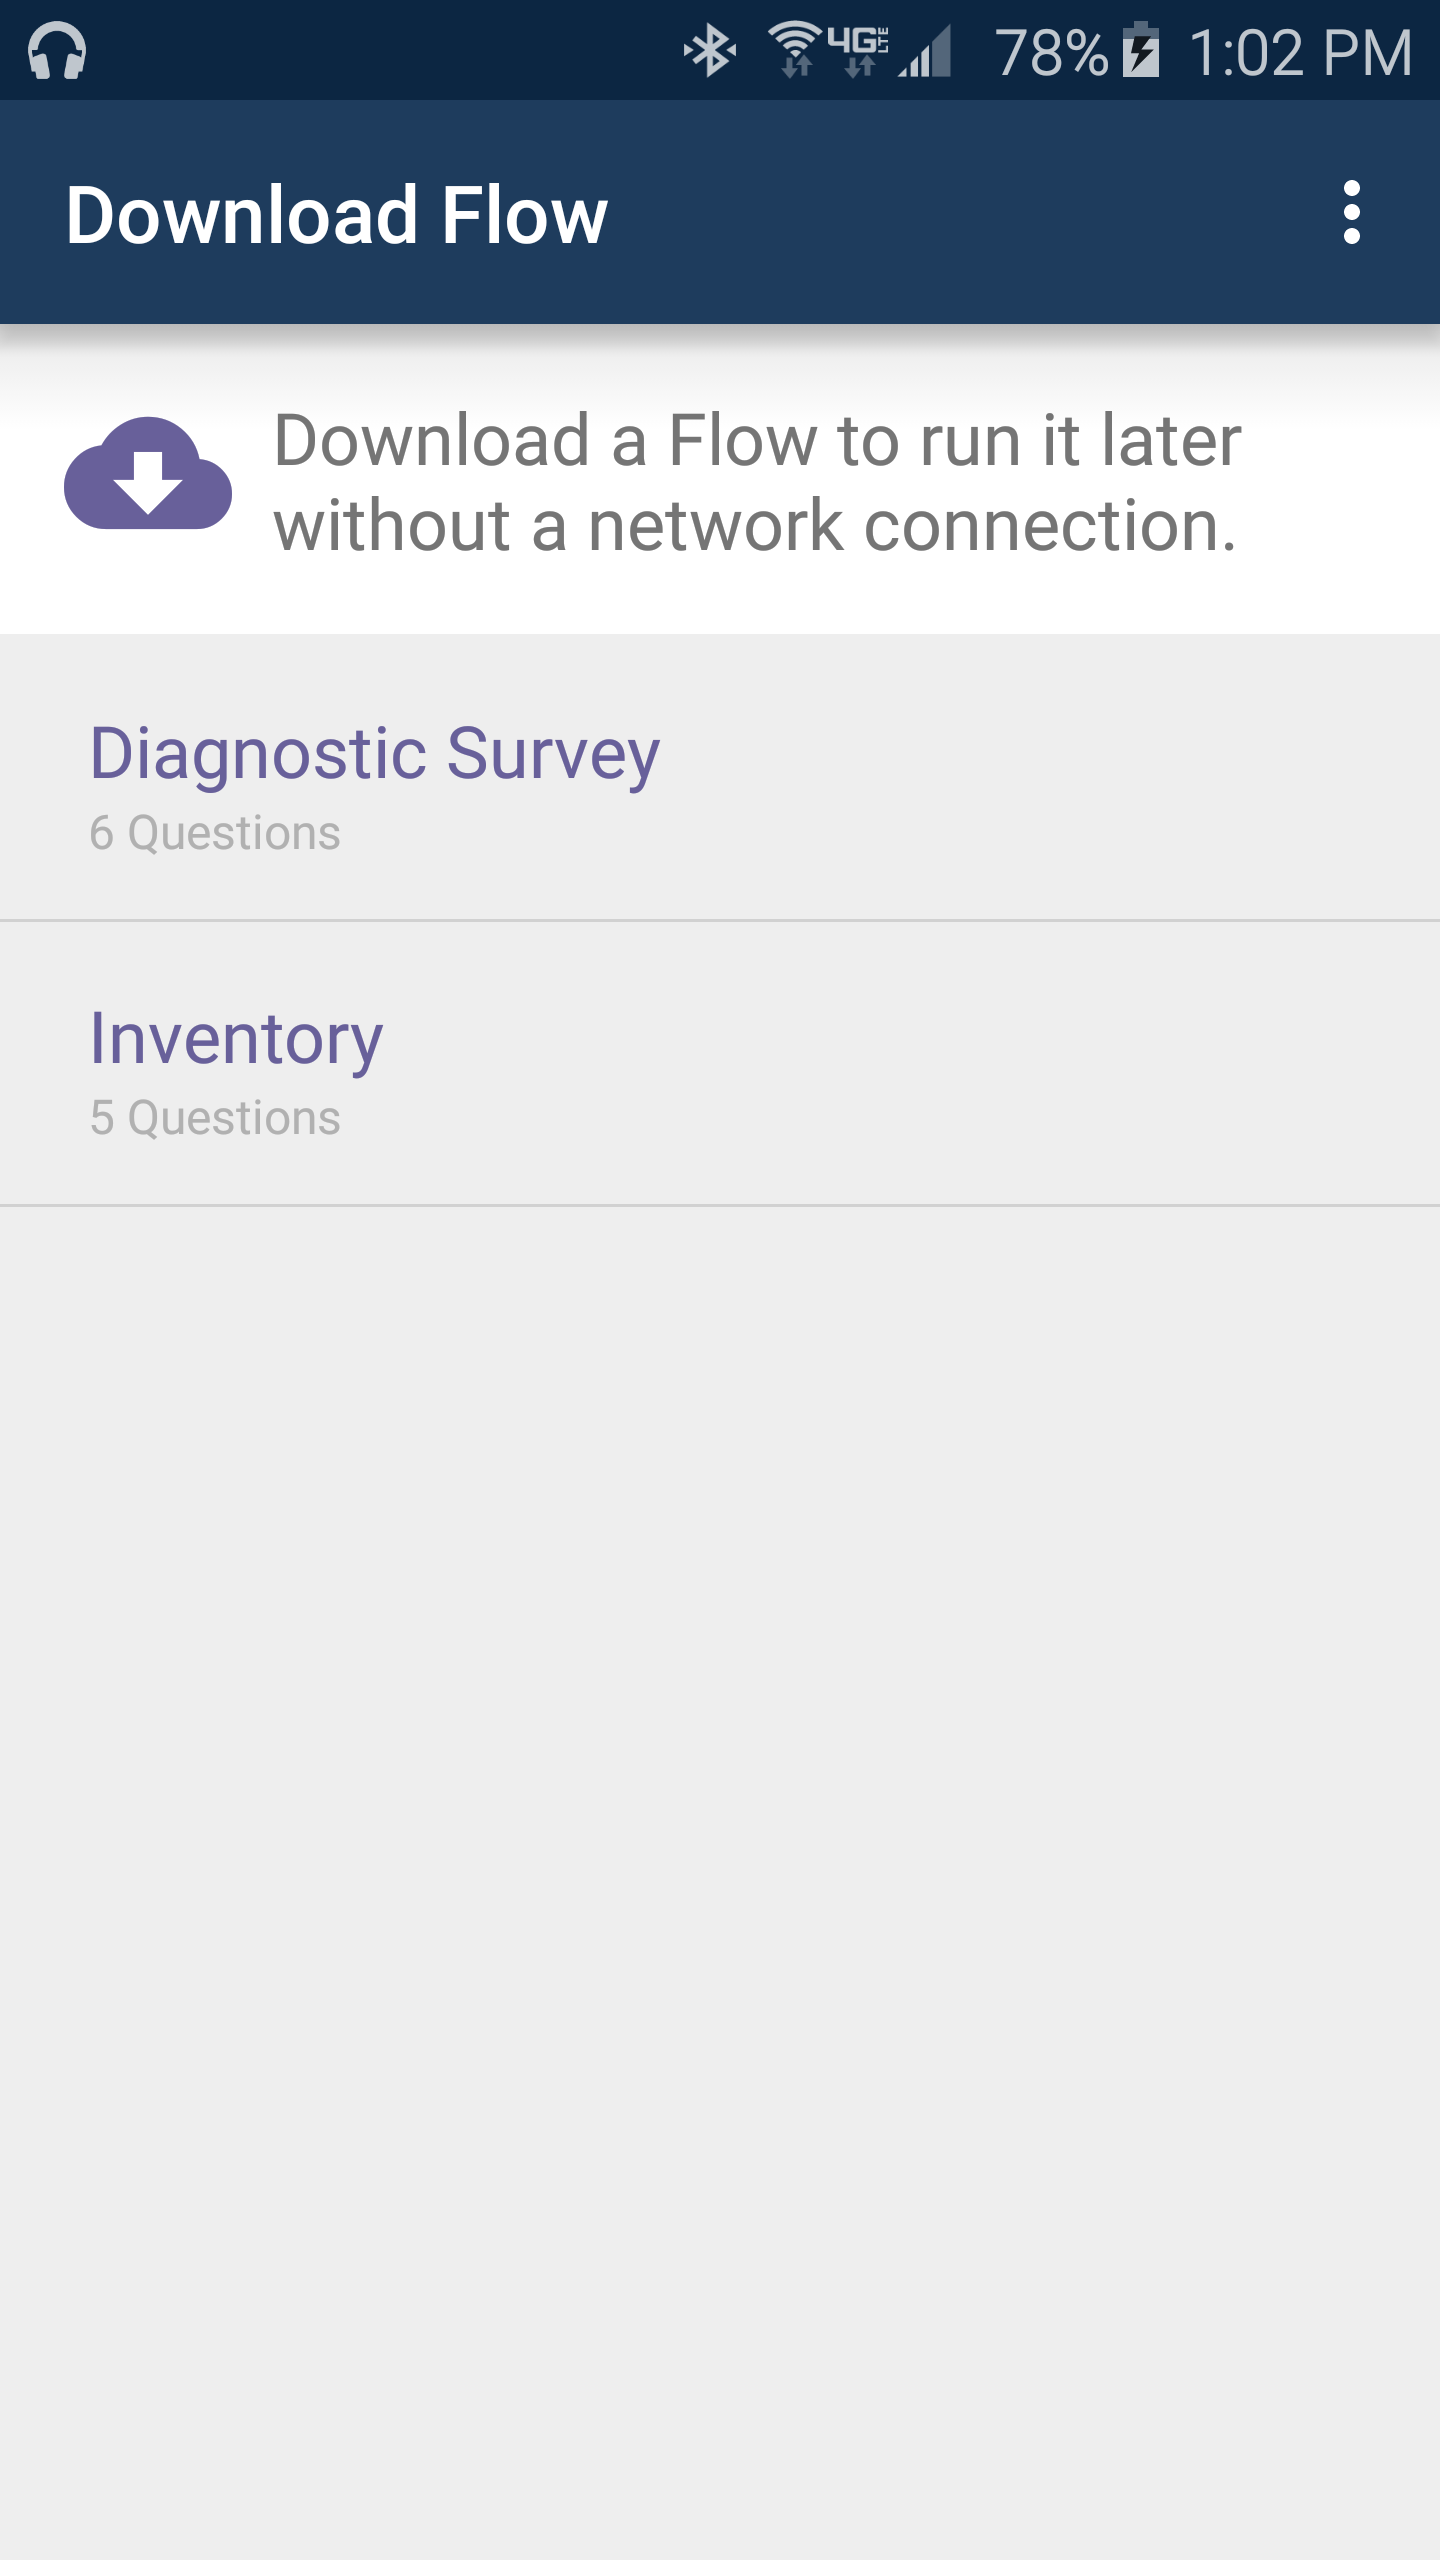 4G LTE 78% 1:02 PM
Download Flow
Download a Flow to run it later
without a network connection.
Diagnostic Survey
6 Questions
Inventory
5 Questions